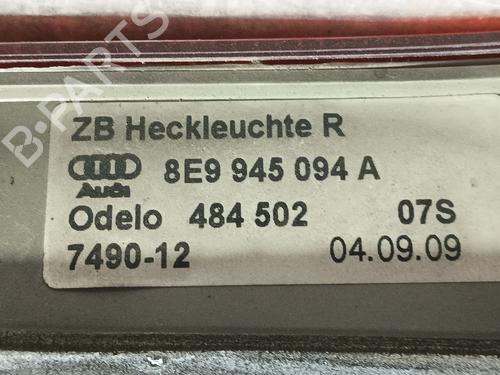 ZB Heckleuchte R
Audi 8E9 945 094 A
Odelo 484 502 07S
7490-12 04.09.09
B-PARTS